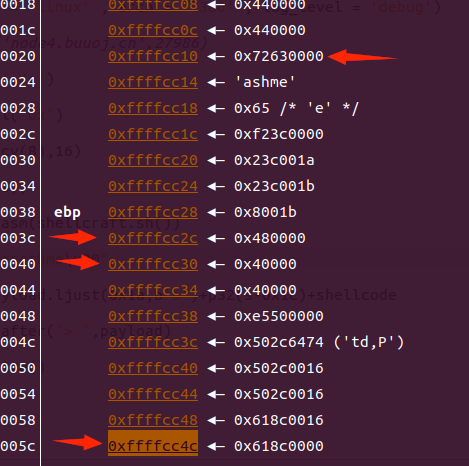 0018 0xffffcc08 ← 0x440000
001c 0xffffcc0c ← 0x440000
0020 0xffffcc10 ← 0x72630000
0024 0xffffcc14 ← 'ashme'
0028 0xffffcc18 ← 0x65 /* 'e' */
002c 0xffffcc1c ← 0xf23c0000
0030 0xffffcc20 ← 0x23c001a
0034 0xffffcc24 ← 0x23c001b
0038 ebp 0xffffcc28 ← 0x8001b
003c 0xffffcc2c ← 0x480000
0040 0xffffcc30 ← 0x40000
0044 0xffffcc34 ← 0x40000
0048 0xffffcc38 ← 0xe5500000
004c 0xffffcc3c ← 0x502c6474 ('td,P')
0050 0xffffcc40 ← 0x502c0016
0054 0xffffcc44 ← 0x502c0016
0058 0xffffcc48 ← 0x618c0016
005c 0xffffcc4c ← 0x618c0000